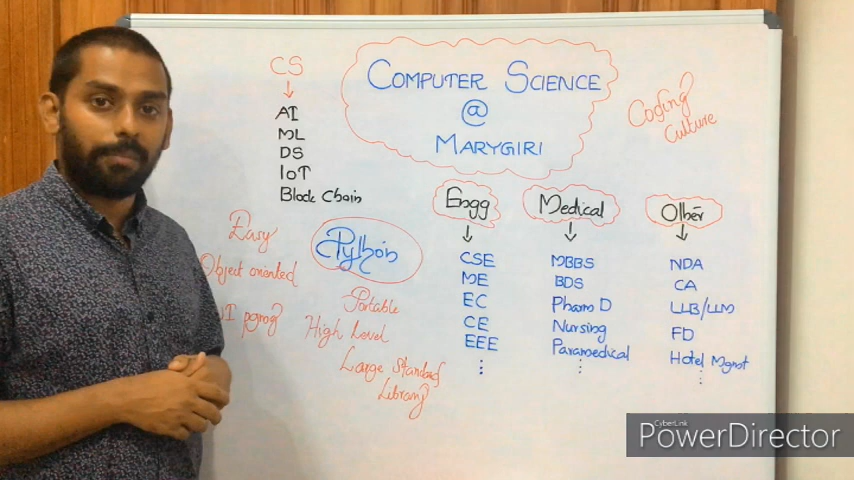 CS
AI
ML
DS
IoT
Block Chain
COMPUTER SCIENCE
@
MARYGIRI
Coding
Culture
Engg
CSE
ME
EC
CE
EEE
Medical
MBBS
BDS
Pharm D
Nursing
Paramedical
Other
NDA
CA
LLB/LLM
FD
Hotel Mgmt
Easy
Object oriented
Python
Portable
High Level
Large Standard
Library
CyberLink
PowerDirector